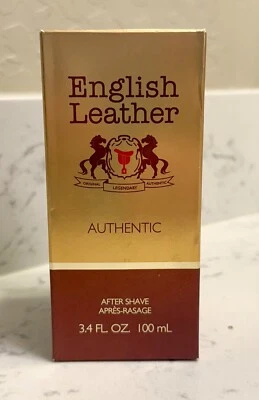 English
Leather
ORIGINAL LEGENDARY AUTHENTIC
AUTHENTIC
AFTER SHAVE
APRÈS-RASAGE
3.4 FL. OZ. 100 mL